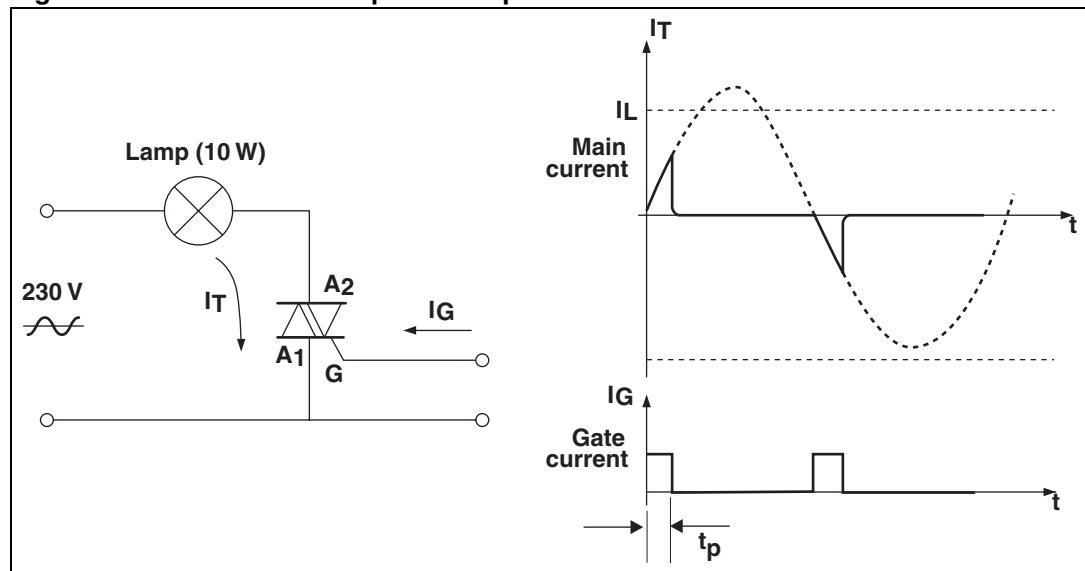 Lamp (10 W)
230 V
IT
A2
A1
G
IG
IT
IL
Main
current
t
IG
Gate
current
t
tp